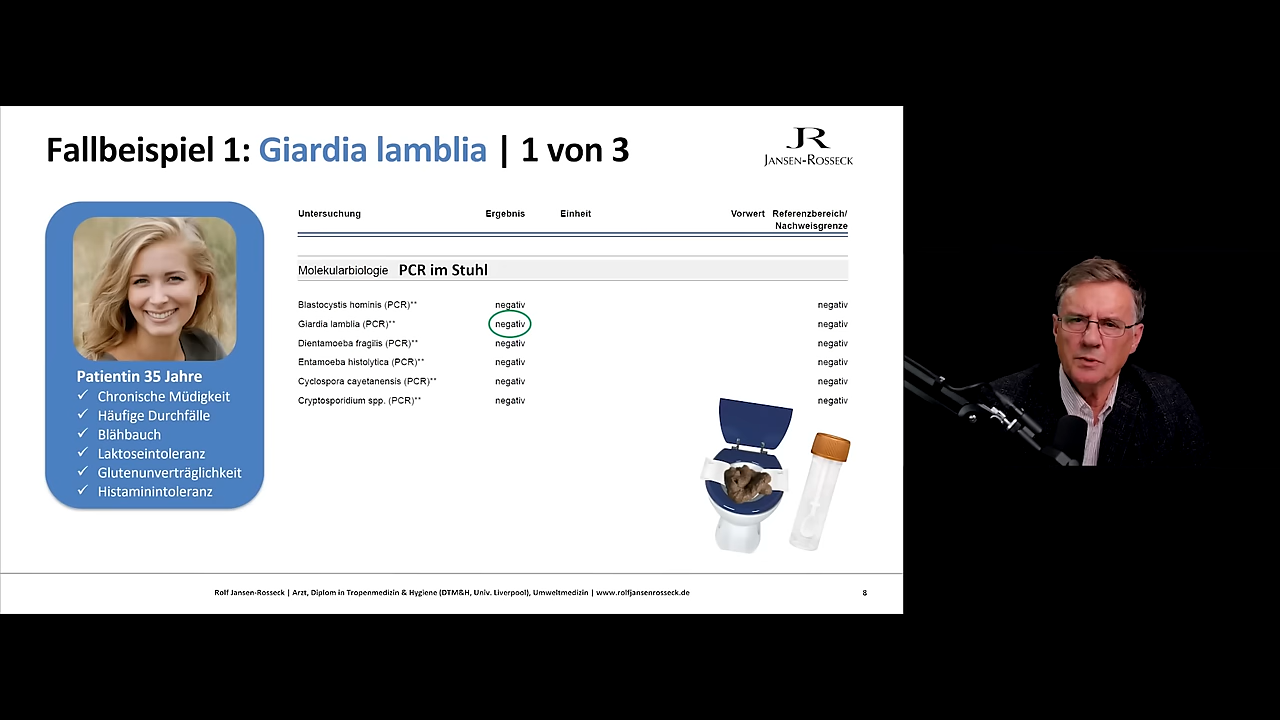 Fallbeispiel 1: Giardia lamblia | 1 von 3
JR
JANSEN-ROSSECK
Patientin 35 Jahre
✓ Chronische Müdigkeit
✓ Häufige Durchfälle
✓ Blähbauch
✓ Laktoseintoleranz
✓ Glutenunverträglichkeit
✓ Histaminintoleranz
Untersuchung Ergebnis Einheit Vorwert Referenzbereich/
Nachweisgrenze
Molekularbiologie PCR im Stuhl
Blastocystis hominis (PCR)** negativ negativ
Giardia lamblia (PCR)** negativ negativ
Dientamoeba fragilis (PCR)** negativ negativ
Entamoeba histolytica (PCR)** negativ negativ
Cyclospora cayetanensis (PCR)** negativ negativ
Cryptosporidium spp. (PCR)** negativ negativ
Rolf Jansen-Rosseck | Arzt, Diplom in Tropenmedizin & Hygiene (DTM&H, Univ. Liverpool), Umweltmedizin | www.rolfjansenrosseck.de
8